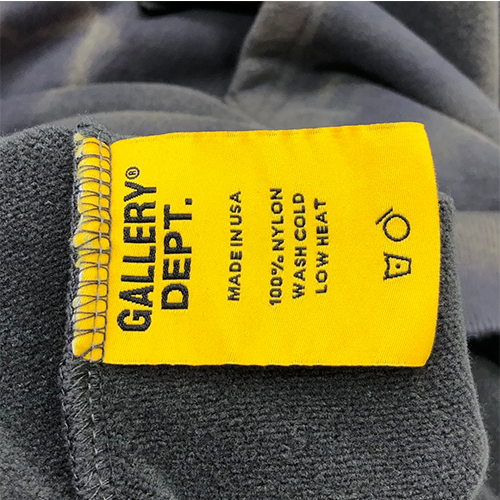 GALLERY®
DEPT.
MADE IN USA
100% NYLON
WASH COLD
LOW HEAT